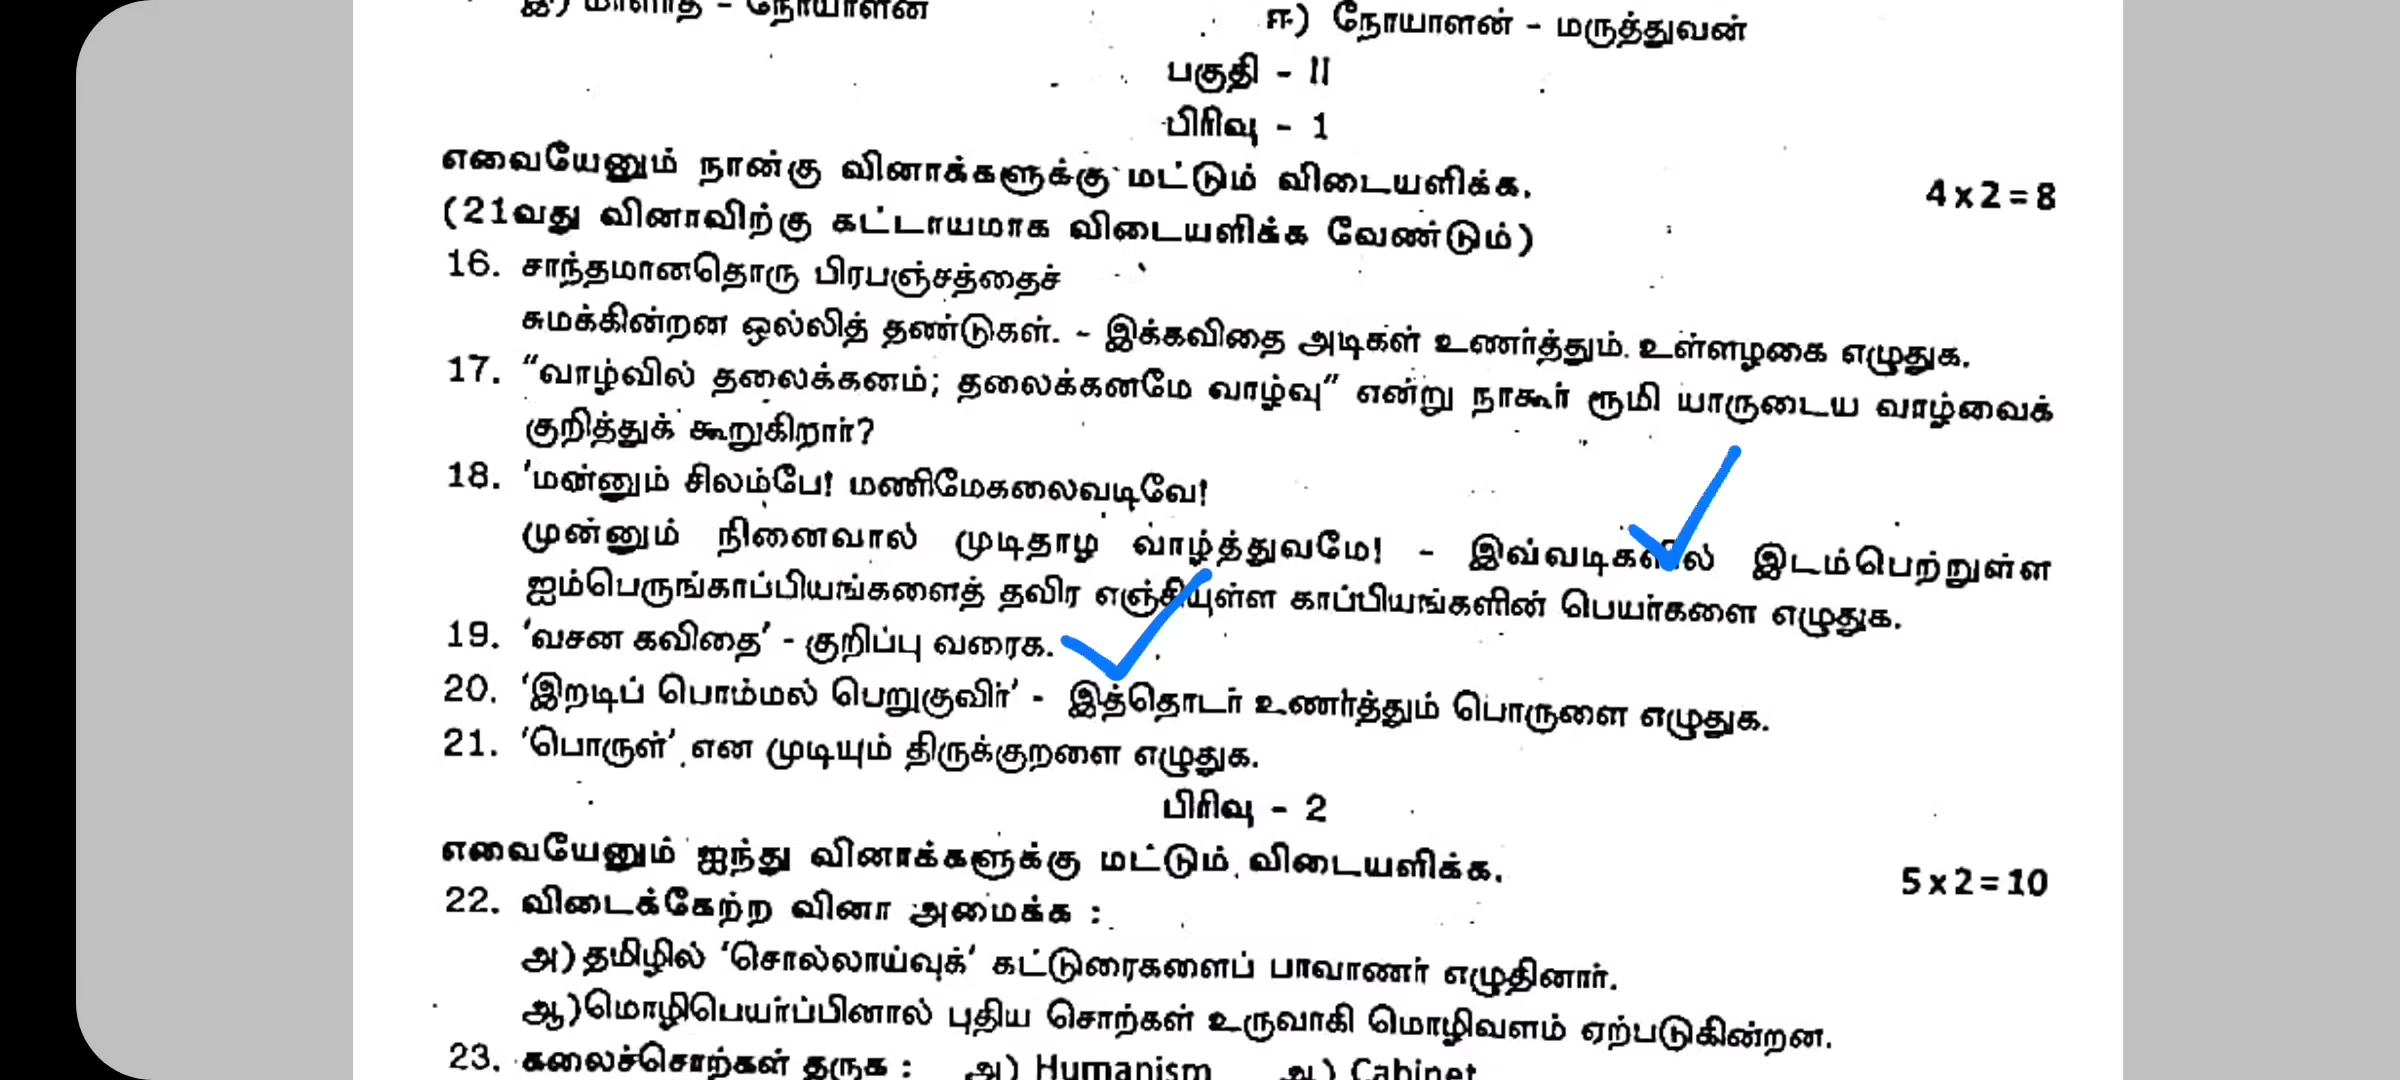 இ) மாளாத - நோயாளன்
ஈ) நோயாளன் - மருத்துவன்
பகுதி - II
பிரிவு - 1
எவையேனும் நான்கு வினாக்களுக்கு மட்டும் விடையளிக்க. 4x2=8
(21வது வினாவிற்கு கட்டாயமாக விடையளிக்க வேண்டும்)
16. சாந்தமானதொரு பிரபஞ்சத்தைச்
சுமக்கின்றன ஒல்லித் தண்டுகள். - இக்கவிதை அடிகள் உணர்த்தும் உள்ளழகை எழுதுக.
17. “வாழ்வில் தலைக்கனம்; தலைக்கனமே வாழ்வு” என்று நாகூர் ரூமி யாருடைய வாழ்வைக்
குறித்துக் கூறுகிறார்?
18. 'மன்னும் சிலம்பே! மணிமேகலைவடிவே!
முன்னும் நினைவால் முடிதாழ வாழ்த்துவமே! - இவ்வடிகளில் இடம்பெற்றுள்ள
ஐம்பெருங்காப்பியங்களைத் தவிர எஞ்சியுள்ள காப்பியங்களின் பெயர்களை எழுதுக.
19. 'வசன கவிதை' - குறிப்பு வரைக.
20. 'இறடிப் பொம்மல் பெறுகுவிர்' - இத்தொடர் உணர்த்தும் பொருளை எழுதுக.
21. 'பொருள்' என முடியும் திருக்குறளை எழுதுக.
பிரிவு - 2
எவையேனும் ஐந்து வினாக்களுக்கு மட்டும் விடையளிக்க. 5x2=10
22. விடைக்கேற்ற வினா அமைக்க :
அ) தமிழில் 'சொல்லாய்வுக்' கட்டுரைகளைப் பாவாணர் எழுதினார்.
ஆ)மொழிபெயர்ப்பினால் புதிய சொற்கள் உருவாகி மொழிவளம் ஏற்படுகின்றன.
23. கலைச்சொற்கள் தருக : அ) Humanism ஆ) Cabinet